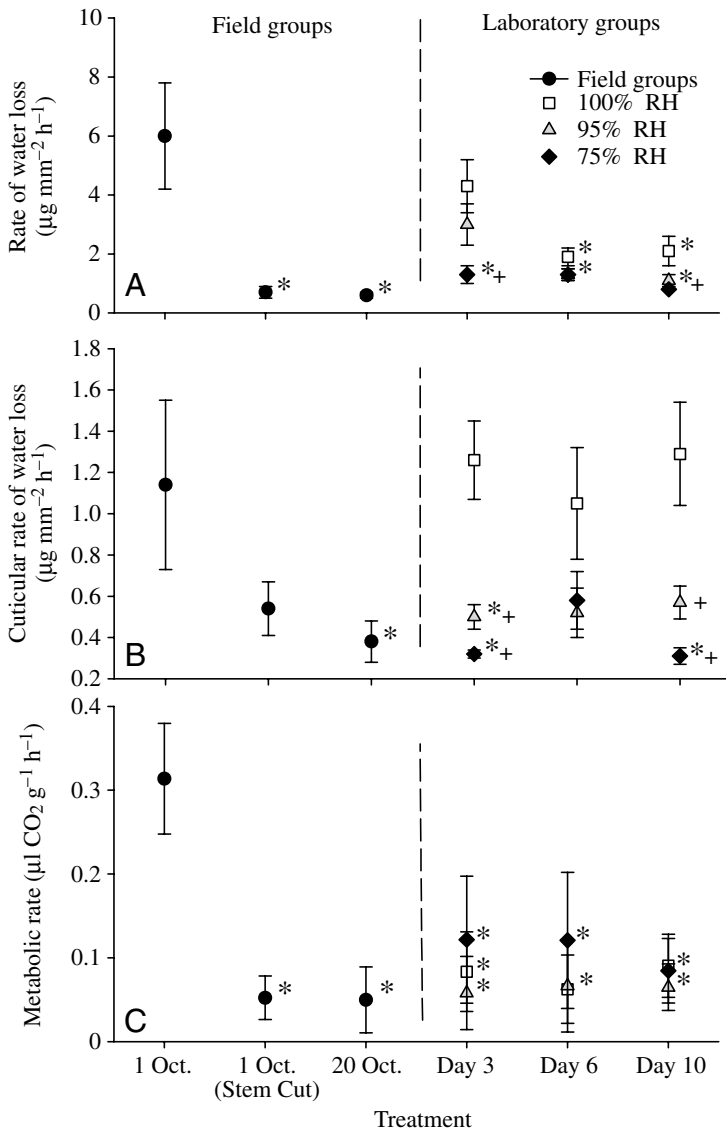 Field groups
Laboratory groups
Field groups
100% RH
95% RH
75% RH
Rate of water loss
(µg mm⁻² h⁻¹)
10
8
6
4
2
0
A
*
*
*+
*
*
*
*+
Cuticular rate of water loss
(µg mm⁻² h⁻¹)
1.8
1.6
1.4
1.2
1.0
0.8
0.6
0.4
0.2
B
*
*+
*+
+
*+
Metabolic rate (µl CO₂ g⁻¹ h⁻¹)
0.4
0.3
0.2
0.1
0
C
*
*
*
*
*
*
*
*
*
1 Oct.
1 Oct.
(Stem Cut)
20 Oct.
Day 3
Day 6
Day 10
Treatment